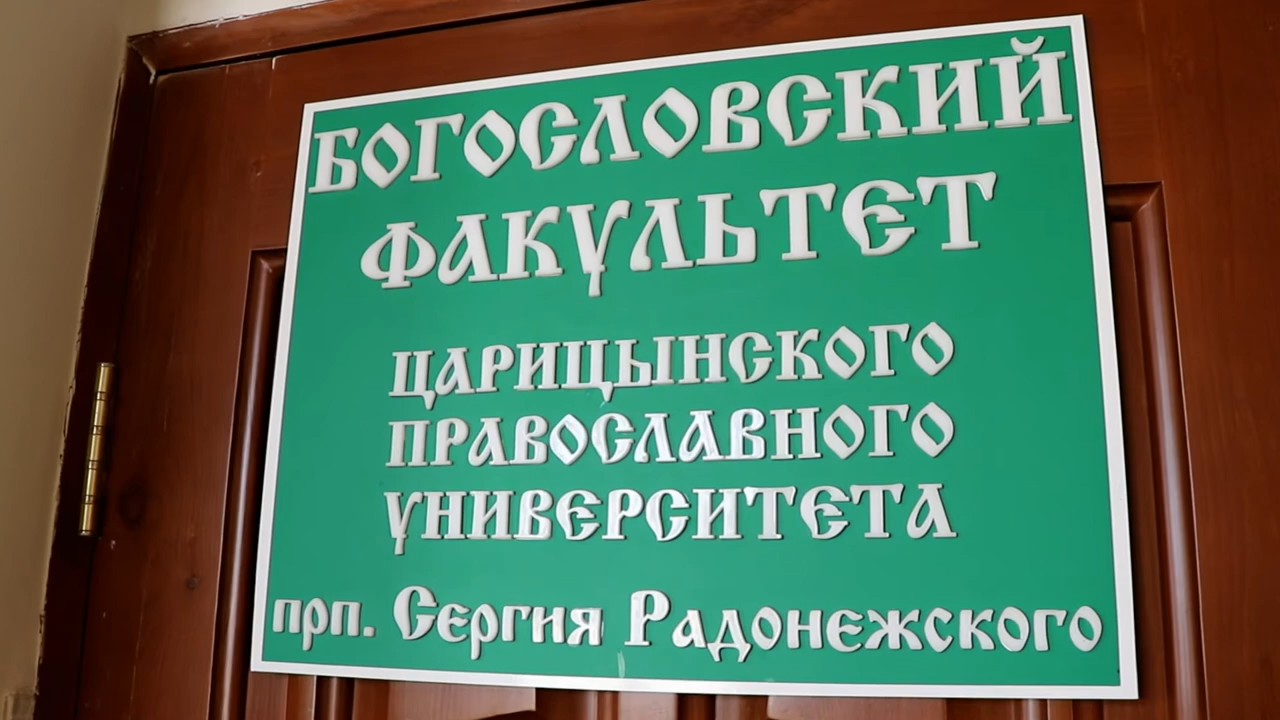 БОГОСЛОВСКИЙ
ФАКУЛЬТЕТ
ЦАРИЦЫНСКОГО
ПРАВОСЛАВНОГО
УНИВЕРСИТЕТА
прп. Сергия Радонежского